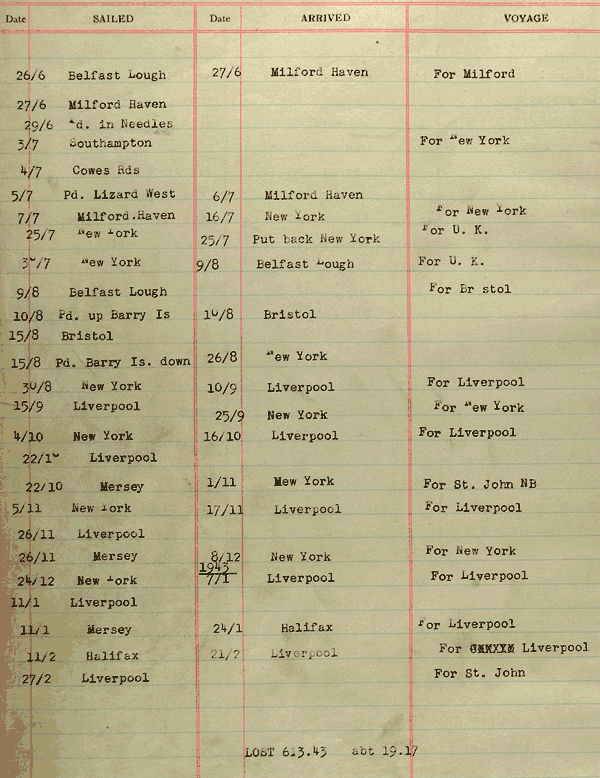 Date SAILED Date ARRIVED VOYAGE
26/6 Belfast Lough 27/6 Milford Haven For Milford
27/6 Milford Haven
29/6 in Needles
3/7 Southampton For New York
4/7 Cowes Rds
5/7 Pd. Lizard West 6/7 Milford Haven
7/7 Milford.Haven 16/7 New York For New York
25/7 New York 25/7 Put back New York For U. K.
30/7 New York 9/8 Belfast Lough For U. K.
9/8 Belfast Lough For Br stol
10/8 Pd. up Barry Is 10/8 Bristol
15/8 Bristol
15/8 Pd. Barry Is. down 26/8 New York
30/8 New York 10/9 Liverpool For Liverpool
15/9 Liverpool 25/9 New York For New York
4/10 New York 16/10 Liverpool For Liverpool
22/10 Liverpool
22/10 Mersey 1/11 Mew York For St. John NB
5/11 New York 17/11 Liverpool For Liverpool
26/11 Liverpool
26/11 Mersey 8/12 New York For New York
1943
24/12 New York 7/1 Liverpool For Liverpool
11/1 Liverpool
11/1 Mersey 24/1 Halifax For Liverpool
11/2 Halifax 21/2 Liverpool For Liverpool
27/2 Liverpool For St. John
LOST 613.43 abt 19.17